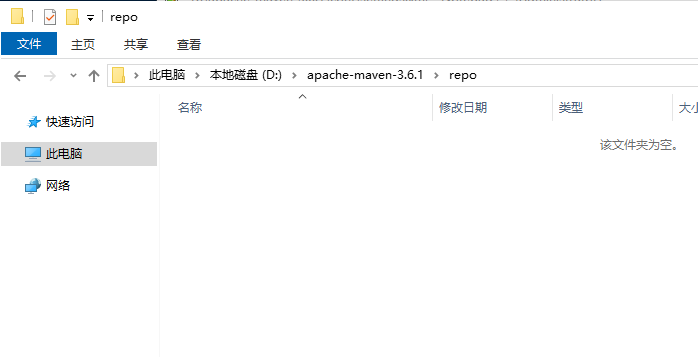 repo
文件 主页 共享 查看
此电脑 本地磁盘 (D:) apache-maven-3.6.1 repo
名称 修改日期 类型 大小
该文件夹为空。
快速访问
此电脑
网络